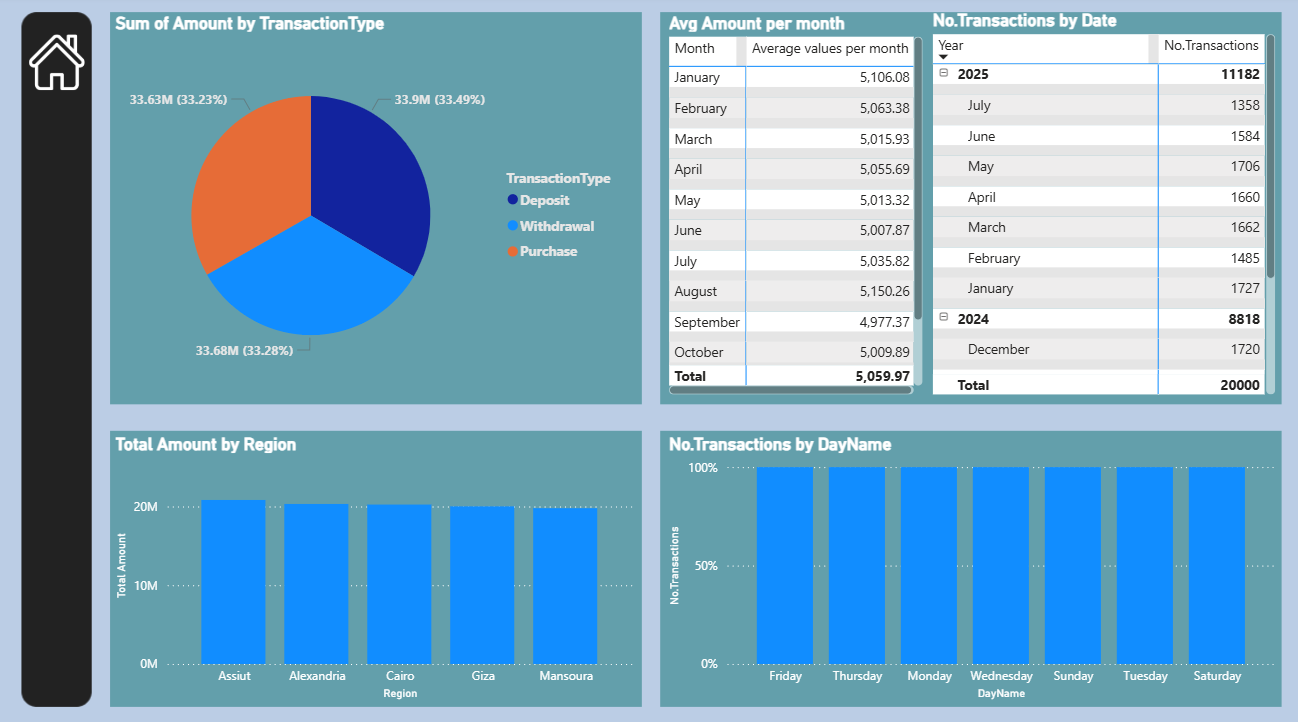 Sum of Amount by TransactionType
33.63M (33.23%)
33.9M (33.49%)
33.68M (33.28%)
TransactionType
Deposit
Withdrawal
Purchase
Avg Amount per month
Month Average values per month
January 5,106.08
February 5,063.38
March 5,015.93
April 5,055.69
May 5,013.32
June 5,007.87
July 5,035.82
August 5,150.26
September 4,977.37
October 5,009.89
Total 5,059.97
No.Transactions by Date
Year No.Transactions
2025 11182
July 1358
June 1584
May 1706
April 1660
March 1662
February 1485
January 1727
2024 8818
December 1720
Total 20000
Total Amount by Region
Total Amount
20M
10M
0M
Assiut Alexandria Cairo Giza Mansoura
Region
No.Transactions by DayName
No.Transactions
100%
50%
0%
Friday Thursday Monday Wednesday Sunday Tuesday Saturday
DayName